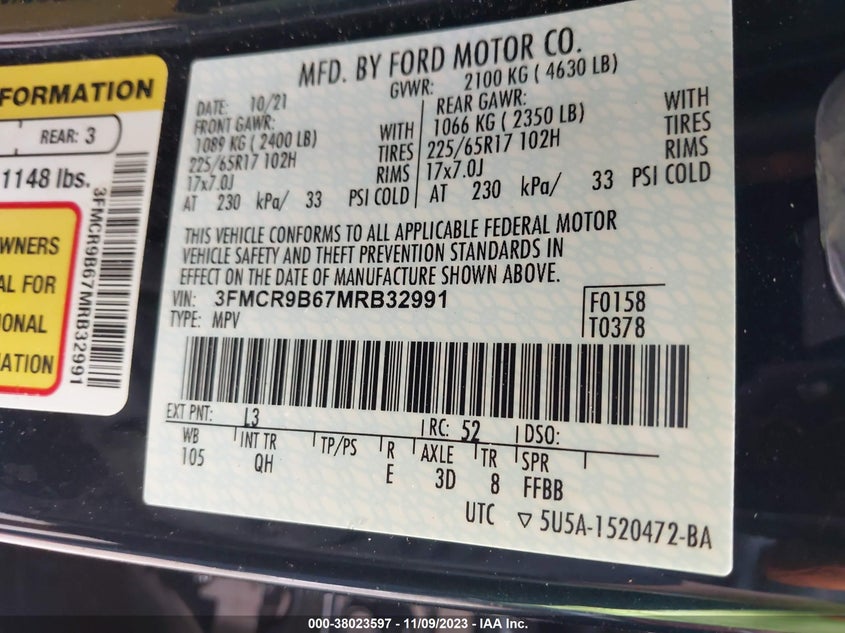 FORMATION
REAR: 3
1148 lbs.
WNERS
AL FOR
IONAL
ATION
3FMCR9B67MRB32991
MFD. BY FORD MOTOR CO.
DATE: 10/21 GVWR: 2100 KG ( 4630 LB)
FRONT GAWR: REAR GAWR:
1089 KG ( 2400 LB) WITH 1066 KG ( 2350 LB) WITH
225/65R17 102H TIRES 225/65R17 102H TIRES
17x7.0J RIMS 17x7.0J RIMS
AT 230 kPa/ 33 PSI COLD AT 230 kPa/ 33 PSI COLD
THIS VEHICLE CONFORMS TO ALL APPLICABLE FEDERAL MOTOR
VEHICLE SAFETY AND THEFT PREVENTION STANDARDS IN
EFFECT ON THE DATE OF MANUFACTURE SHOWN ABOVE.
VIN: 3FMCR9B67MRB32991 F0158
TYPE: MPV T0378
EXT PNT: L3 RC: 52 DSO:
WB INT TR TP/PS R AXLE TR SPR
105 QH E 3D 8 FFBB
UTC ▽ 5U5A-1520472-BA
000-38023597 - 11/09/2023 - IAA Inc.